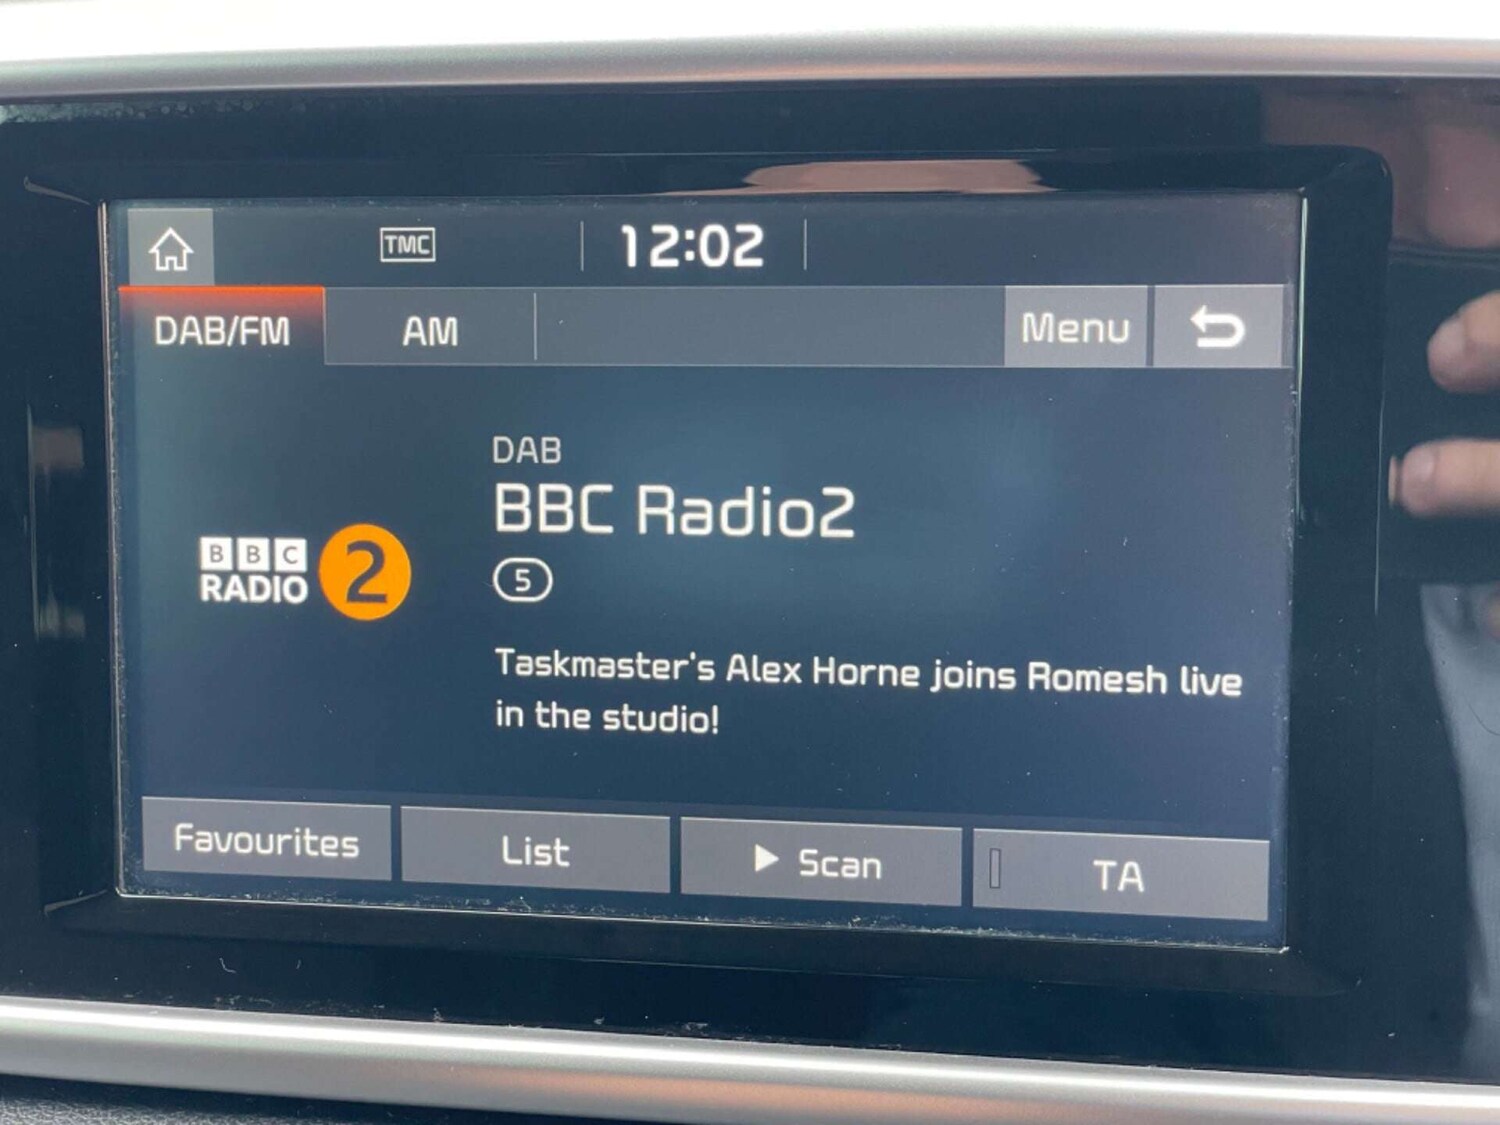 TMC
12:02
DAB/FM
AM
Menu
DAB
BBC Radio2
BBC
RADIO 2
5
Taskmaster's Alex Horne joins Romesh live
in the studio!
Favourites
List
Scan
TA